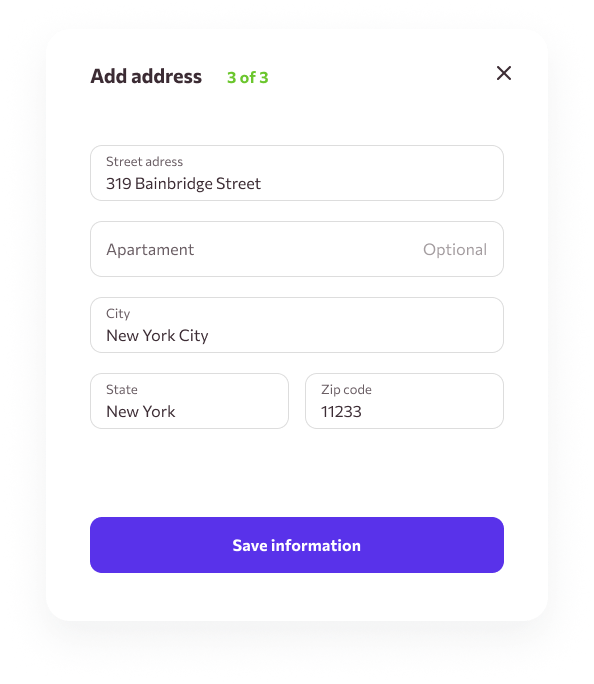 Add address 3 of 3
Street adress
319 Bainbridge Street
Apartament Optional
City
New York City
State Zip code
New York 11233
Save information